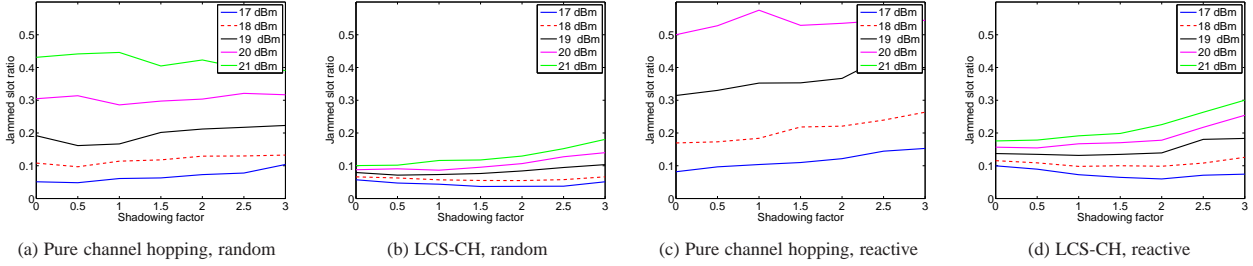 0.5
0.4
0.3
0.2
0.1
0
Jammed slot ratio
0 0.5 1 1.5 2 2.5 3
Shadowing factor
17 dBm
18 dBm
19 dBm
20 dBm
21 dBm
(a) Pure channel hopping, random
0.5
0.4
0.3
0.2
0.1
0
Jammed slot ratio
0 0.5 1 1.5 2 2.5 3
Shadowing factor
17 dBm
18 dBm
19 dBm
20 dBm
21 dBm
(b) LCS-CH, random
0.5
0.4
0.3
0.2
0.1
0
Jammed slot ratio
0 0.5 1 1.5 2 2.5 3
Shadowing factor
17 dBm
18 dBm
19 dBm
20 dBm
21 dBm
(c) Pure channel hopping, reactive
0.5
0.4
0.3
0.2
0.1
0
Jammed slot ratio
0 0.5 1 1.5 2 2.5 3
Shadowing factor
17 dBm
18 dBm
19 dBm
20 dBm
21 dBm
(d) LCS-CH, reactive